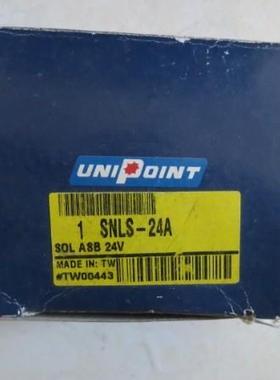 UNIPOINT
1 SNLS-24A
SOL ASB 24V
MADE IN: TW
#TW00443